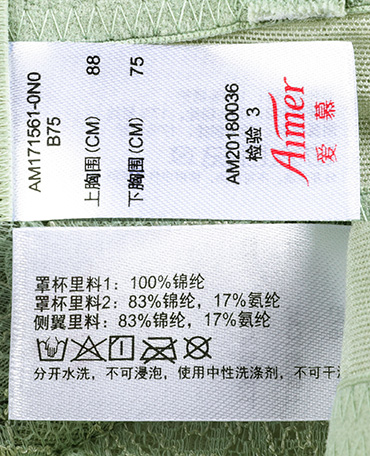 AM171561-0N0
B75
上胸围(CM) 88
下胸围(CM) 75
AM20180036
检验 3
Aimer
爱慕
罩杯里料1：100%锦纶
罩杯里料2：83%锦纶，17%氨纶
侧翼里料：83%锦纶，17%氨纶
分开水洗，不可浸泡，使用中性洗涤剂，不可干